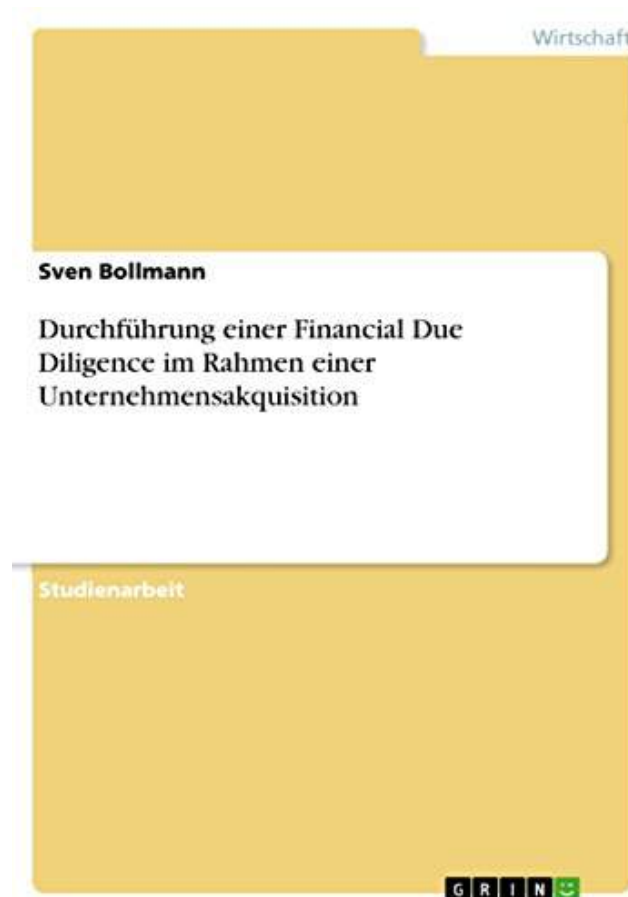 Wirtschaft
Sven Bollmann
Durchführung einer Financial Due
Diligence im Rahmen einer
Unternehmensakquisition
Studienarbeit
GRIN